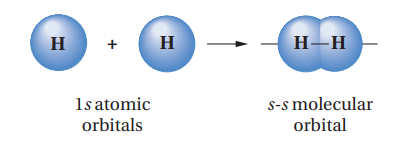 H + H H–H
1s atomic
orbitals
s-s molecular
orbital